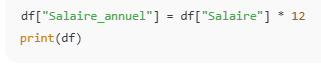 df["Salaire_annuel"] = df["Salaire"] * 12
print(df)